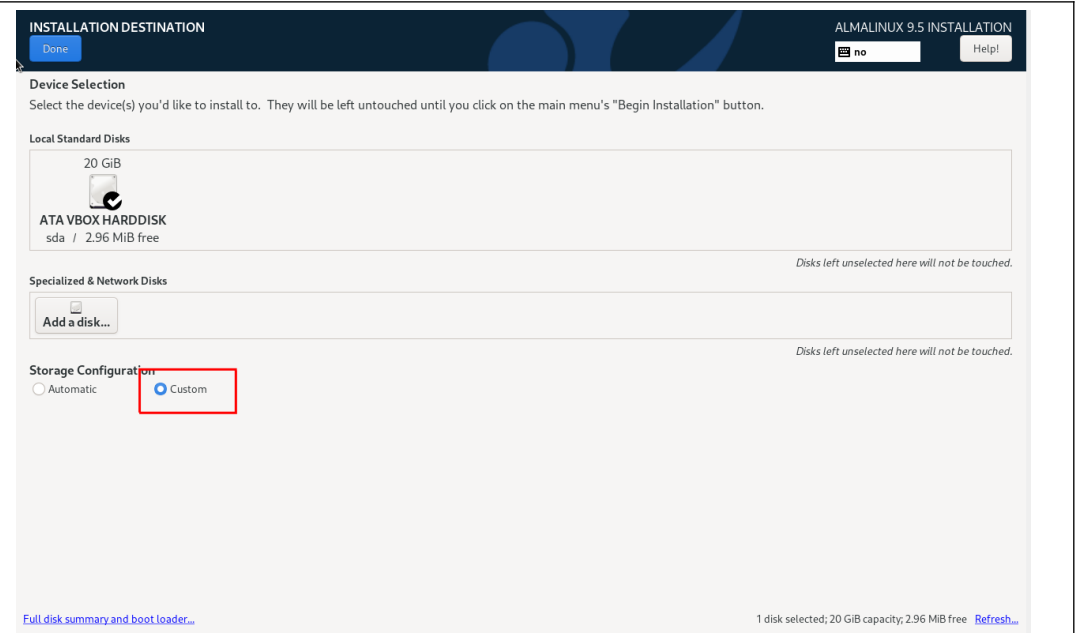 INSTALLATION DESTINATION
ALMALINUX 9.5 INSTALLATION
Done
no
Help!
Device Selection
Select the device(s) you'd like to install to. They will be left untouched until you click on the main menu's "Begin Installation" button.
Local Standard Disks
20 GiB
ATA VBOX HARDDISK
sda / 2.96 MiB free
Disks left unselected here will not be touched.
Specialized & Network Disks
Add a disk...
Disks left unselected here will not be touched.
Storage Configuration
Automatic
Custom
Full disk summary and boot loader...
1 disk selected; 20 GiB capacity; 2.96 MiB free Refresh...